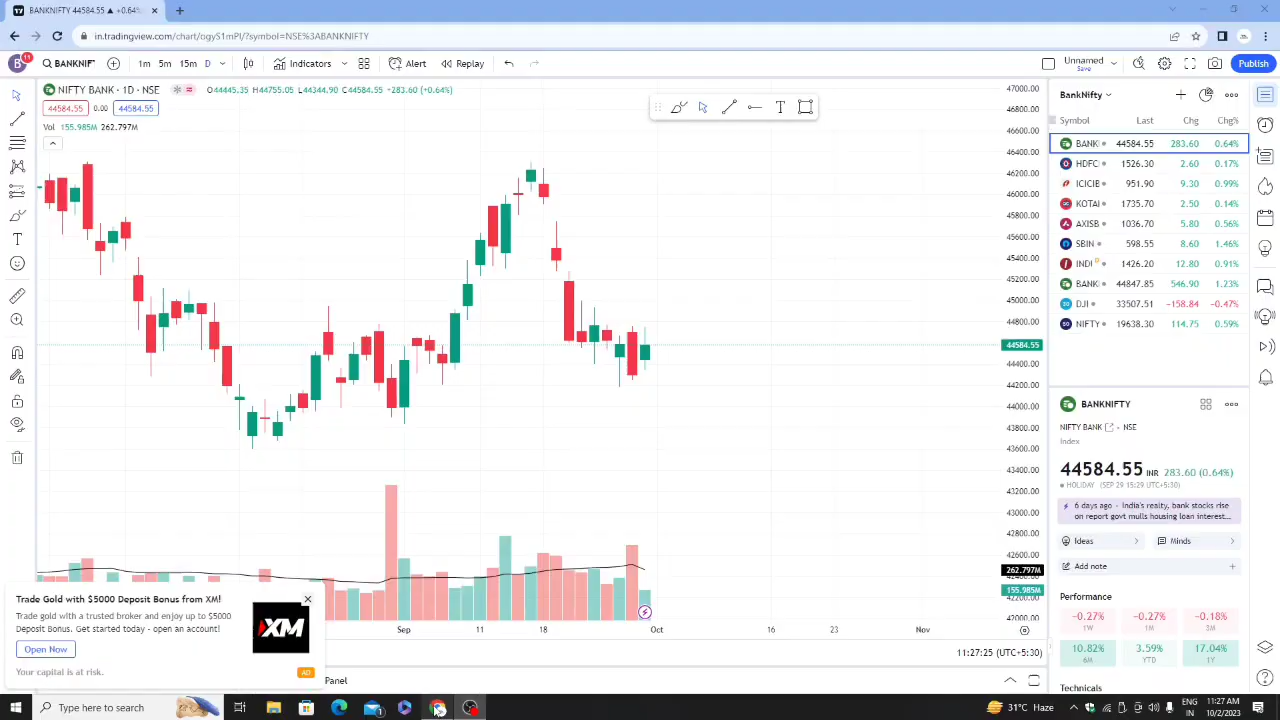 BANKNIFTY 44584.55 ▲ +0.64%
in.tradingview.com/chart/ogyS1mPl/?symbol=NSE%3ABANKNIFTY
11
B
BANKNIF
1m 5m 15m D
Indicators
Alert
Replay
Unnamed
Save
Publish
NIFTY BANK · 1D · NSE
O44445.35 H44755.05 L44344.90 C44584.55 +283.60 (+0.64%)
44584.55 0.00 44584.55
Vol 155.985M 262.797M
47000.00
46800.00
46600.00
46400.00
46200.00
46000.00
45800.00
45600.00
45400.00
45200.00
45000.00
44800.00
44584.55
44400.00
44200.00
44000.00
43800.00
43600.00
43400.00
43200.00
43000.00
42800.00
42600.00
262.797M
42400.00
155.985M
42200.00
42000.00
Sep 11 18 Oct 16 23 Nov
11:27:25 (UTC+5:30)
Panel
Trade Gold with $5000 Deposit Bonus from XM!
Trade gold with a trusted broker and enjoy up to $5000
Deposit Bonus. Get started today - open an account!
Open Now
Your capital is at risk.
XM
AD
BankNifty
Symbol Last Chg Chg%
BANK 44584.55 283.60 0.64%
HDFC 1526.30 2.60 0.17%
ICICIB 951.90 9.30 0.99%
KOTAI 1735.70 2.50 0.14%
AXISB 1036.70 5.80 0.56%
SBIN 598.55 8.60 1.46%
INDI D 1426.20 12.80 0.91%
BANK 44847.85 546.90 1.23%
DJI 33507.51 −158.84 −0.47%
NIFTY 19638.30 114.75 0.59%
BANKNIFTY
NIFTY BANK · NSE
Index
44584.55 INR 283.60 (0.64%)
HOLIDAY (SEP 29 15:29 UTC+5:30)
6 days ago · India's realty, bank stocks rise
on report govt mulls housing loan interest...
Ideas
Minds
Add note
Performance
−0.27% −0.27% −0.18%
1W 1M 3M
10.82% 3.59% 17.04%
6M YTD 1Y
Technicals
Type here to search
31°C Haze
ENG
IN
11:27 AM
10/2/2023